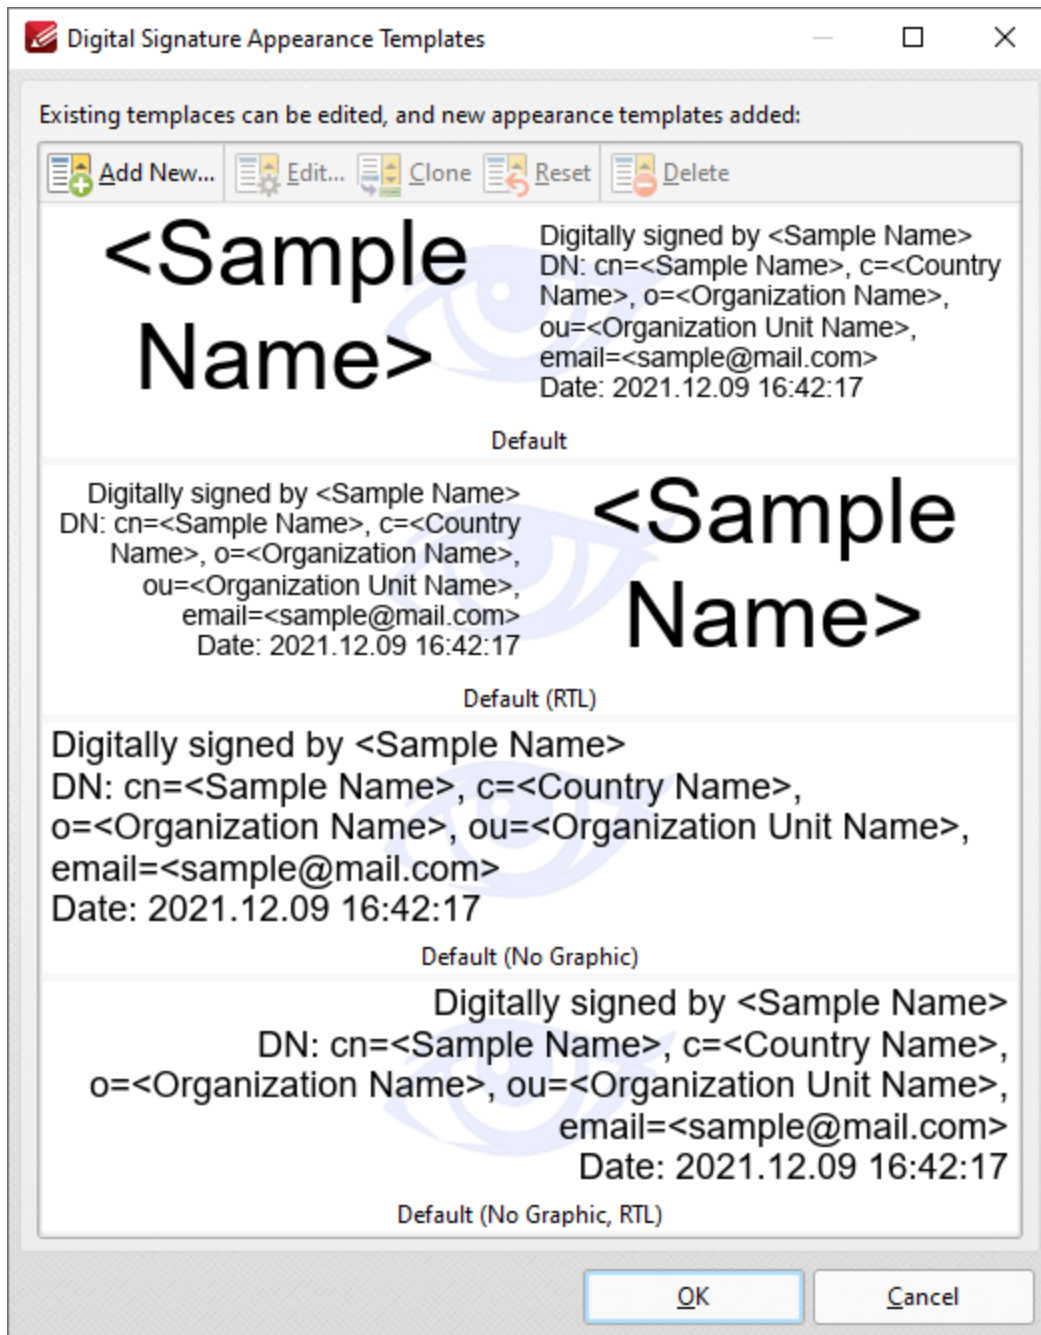 Digital Signature Appearance Templates
Existing templaces can be edited, and new appearance templates added:
Add New... Edit... Clone Reset Delete
<Sample
Name>
Digitally signed by <Sample Name>
DN: cn=<Sample Name>, c=<Country
Name>, o=<Organization Name>,
ou=<Organization Unit Name>,
email=<sample@mail.com>
Date: 2021.12.09 16:42:17
Default
Digitally signed by <Sample Name>
DN: cn=<Sample Name>, c=<Country
Name>, o=<Organization Name>,
ou=<Organization Unit Name>,
email=<sample@mail.com>
Date: 2021.12.09 16:42:17
<Sample
Name>
Default (RTL)
Digitally signed by <Sample Name>
DN: cn=<Sample Name>, c=<Country Name>,
o=<Organization Name>, ou=<Organization Unit Name>,
email=<sample@mail.com>
Date: 2021.12.09 16:42:17
Default (No Graphic)
Digitally signed by <Sample Name>
DN: cn=<Sample Name>, c=<Country Name>,
o=<Organization Name>, ou=<Organization Unit Name>,
email=<sample@mail.com>
Date: 2021.12.09 16:42:17
Default (No Graphic, RTL)
OK Cancel